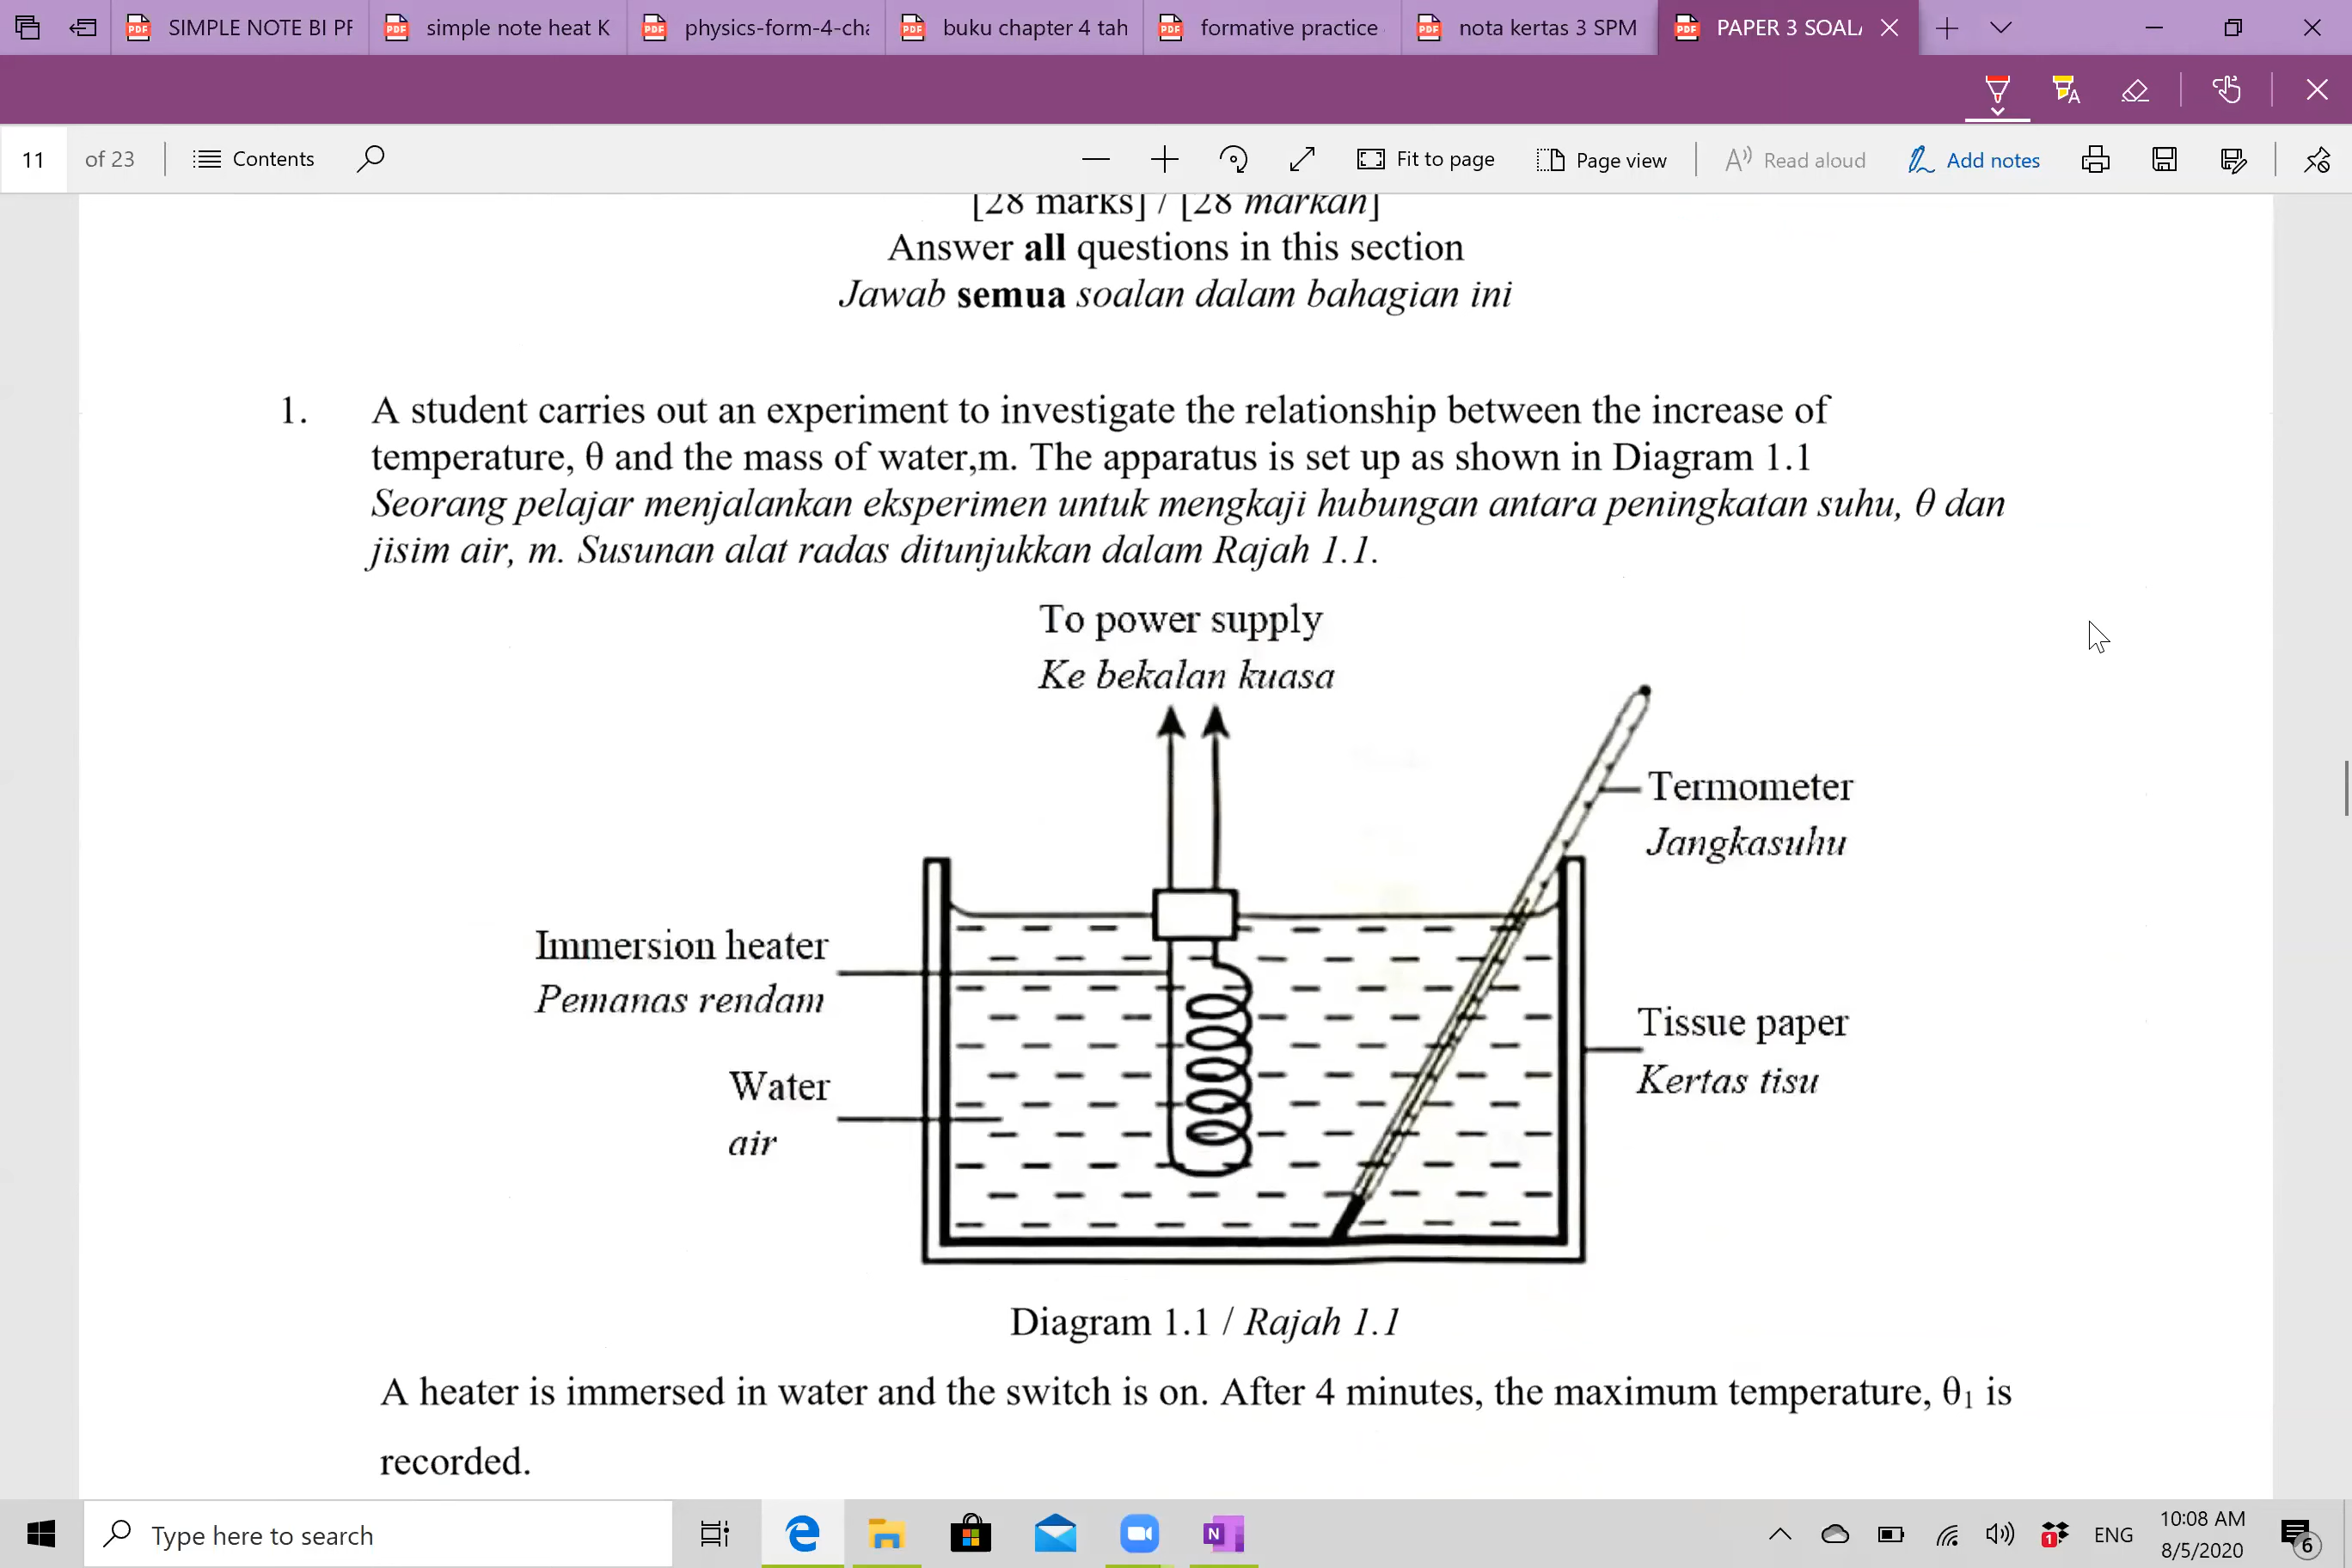 SIMPLE NOTE BI PF
simple note heat K
physics-form-4-cha
buku chapter 4 tah
formative practice
nota kertas 3 SPM
PAPER 3 SOAL
11 of 23
Contents
Fit to page
Page view
Read aloud
Add notes
[28 marks] / [28 markah]
Answer all questions in this section
Jawab semua soalan dalam bahagian ini
1. A student carries out an experiment to investigate the relationship between the increase of
temperature, θ and the mass of water,m. The apparatus is set up as shown in Diagram 1.1
Seorang pelajar menjalankan eksperimen untuk mengkaji hubungan antara peningkatan suhu, θ dan
jisim air, m. Susunan alat radas ditunjukkan dalam Rajah 1.1.
To power supply
Ke bekalan kuasa
Termometer
Jangkasuhu
Immersion heater
Pemanas rendam
Tissue paper
Kertas tisu
Water
air
Diagram 1.1 / Rajah 1.1
A heater is immersed in water and the switch is on. After 4 minutes, the maximum temperature, θ₁ is
recorded.
Type here to search
N
1
ENG
10:08 AM
8/5/2020
6